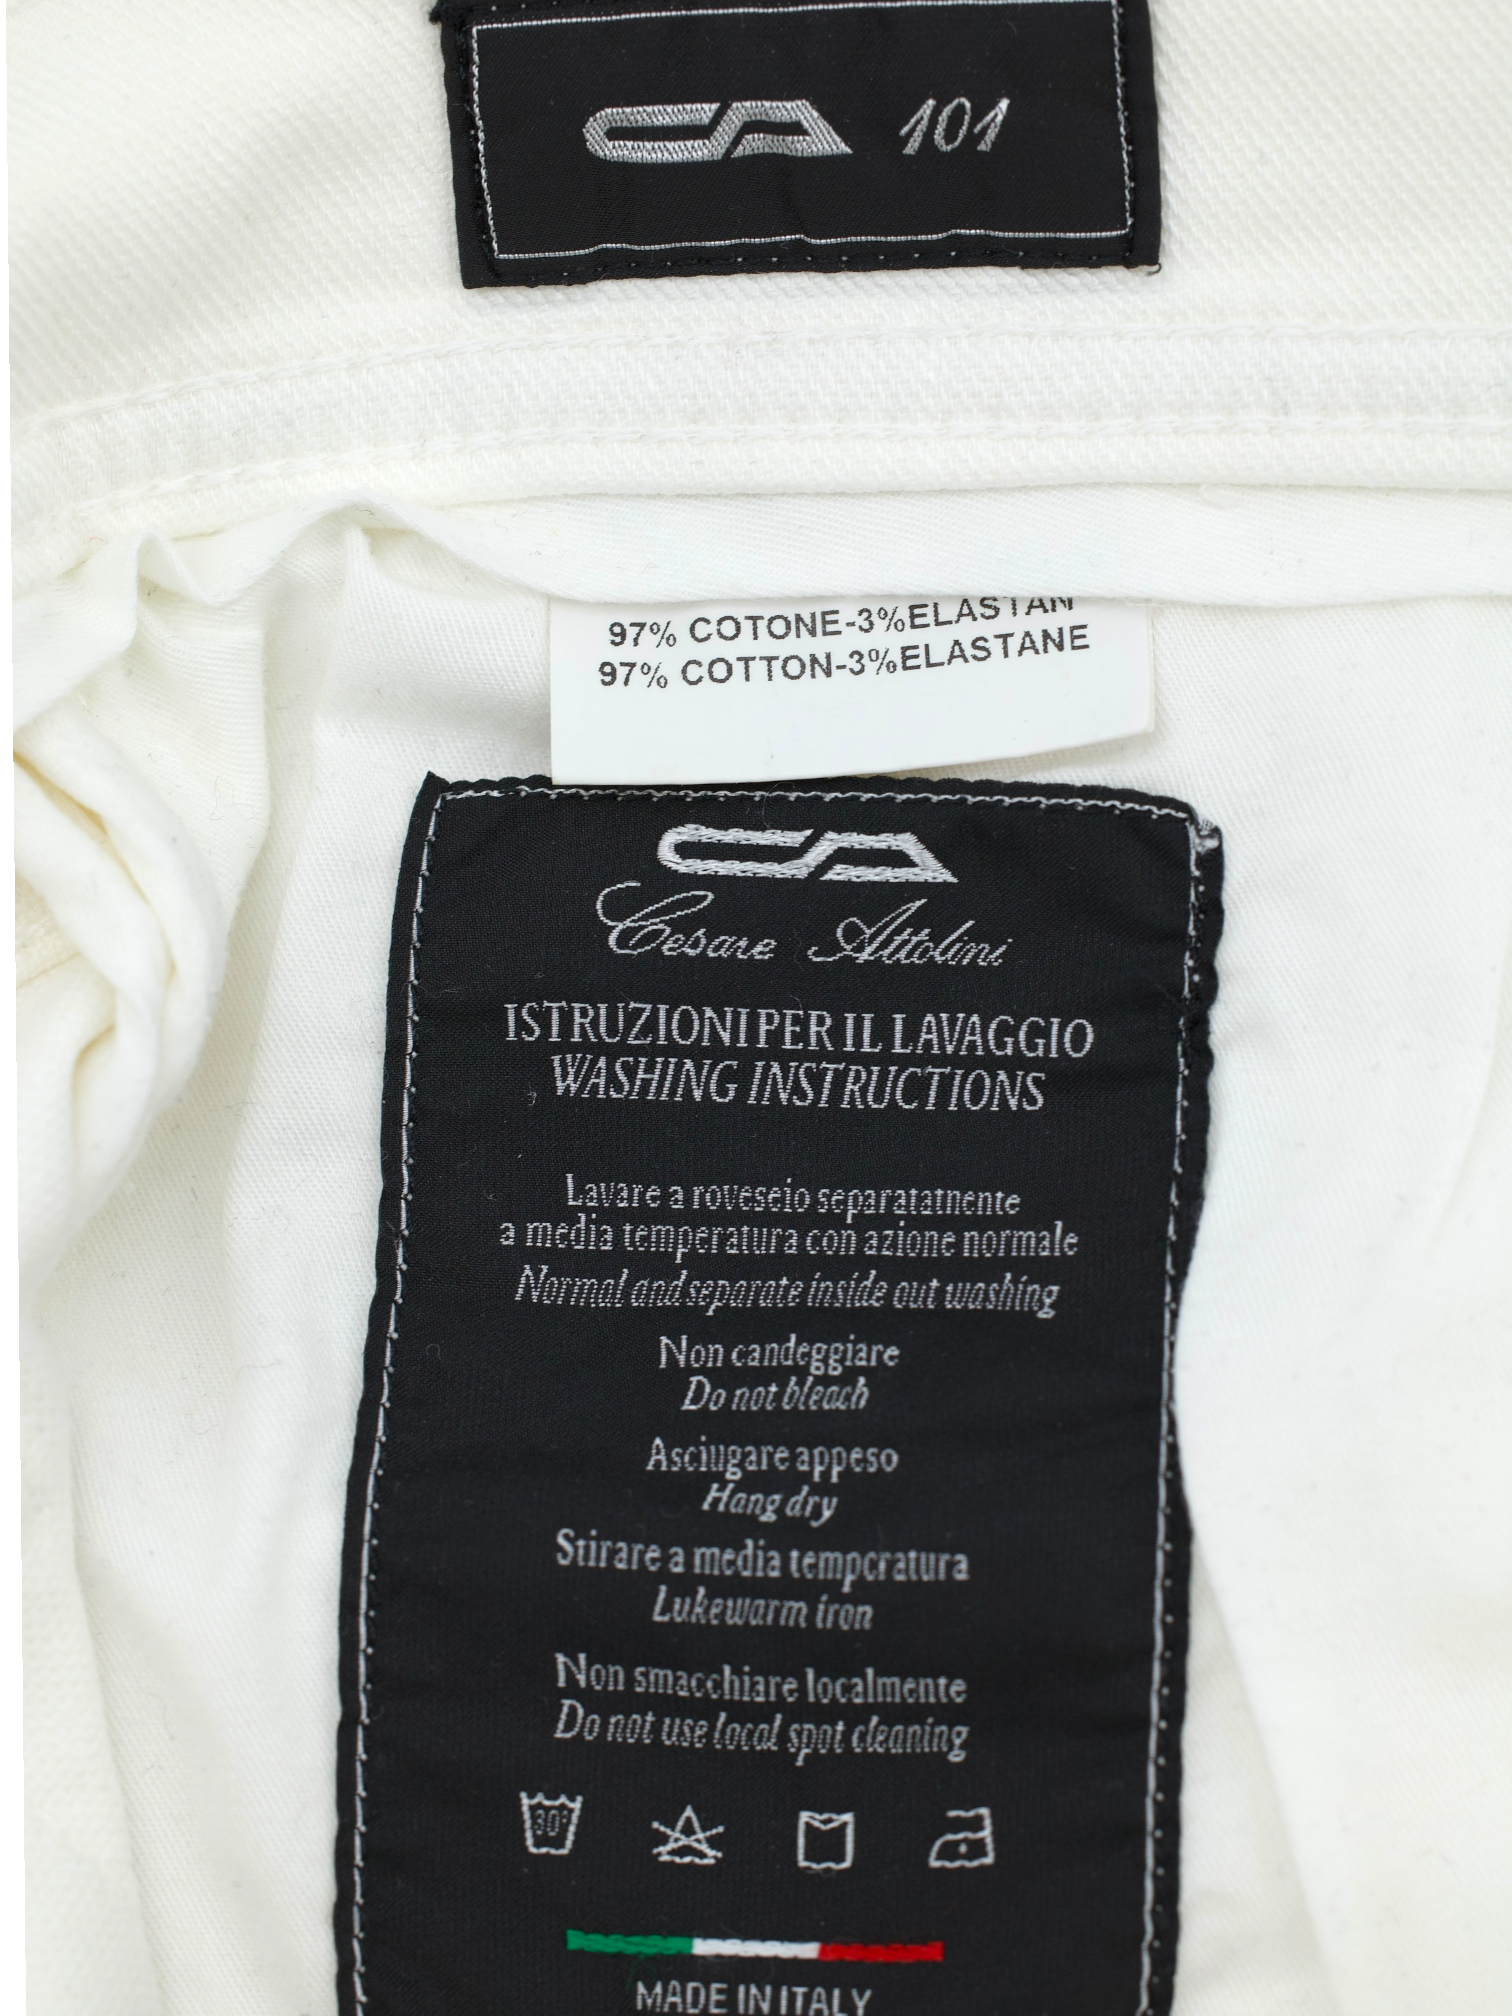 CA 101
97% COTONE-3%ELASTAN
97% COTTON-3%ELASTANE
CA
Cesare Attolini
ISTRUZIONI PER IL LAVAGGIO
WASHING INSTRUCTIONS
Lavare a roveseio separatatnente
a media temperatura con azione normale
Normal and separate inside out washing
Non candeggiare
Do not bleach
Asciugare appeso
Hang dry
Stirare a media tempcratura
Lukewarm iron
Non smacchiare localmente
Do not use local spot cleaning
30°
MADE IN ITALY